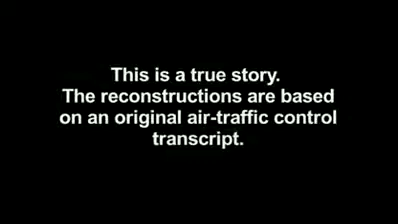 This is a true story.
The reconstructions are based
on an original air-traffic control
transcript.